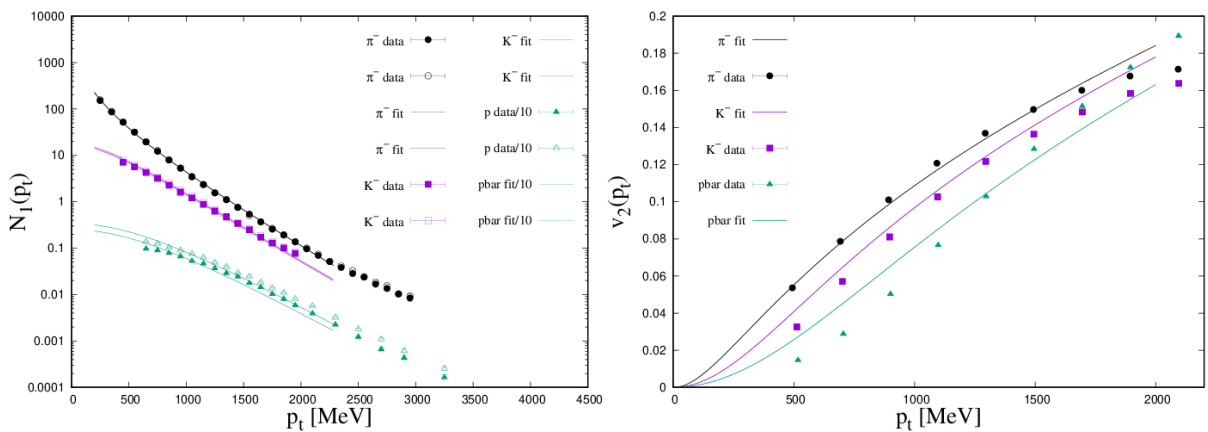 10000
1000
100
10
1
0.1
0.01
0.001
0.0001
N₁(pₜ)
0
500
1000
1500
2000
2500
3000
3500
4000
4500
pₜ [MeV]
π⁻ data
π⁻ data
π⁻ fit
π⁻ fit
K⁻ data
K⁻ data
K⁻ fit
K⁻ fit
p data/10
p data/10
pbar fit/10
pbar fit/10
0.2
0.18
0.16
0.14
0.12
0.1
0.08
0.06
0.04
0.02
0
v₂(pₜ)
0
500
1000
1500
2000
pₜ [MeV]
π⁻ fit
π⁻ data
K⁻ fit
K⁻ data
pbar data
pbar fit